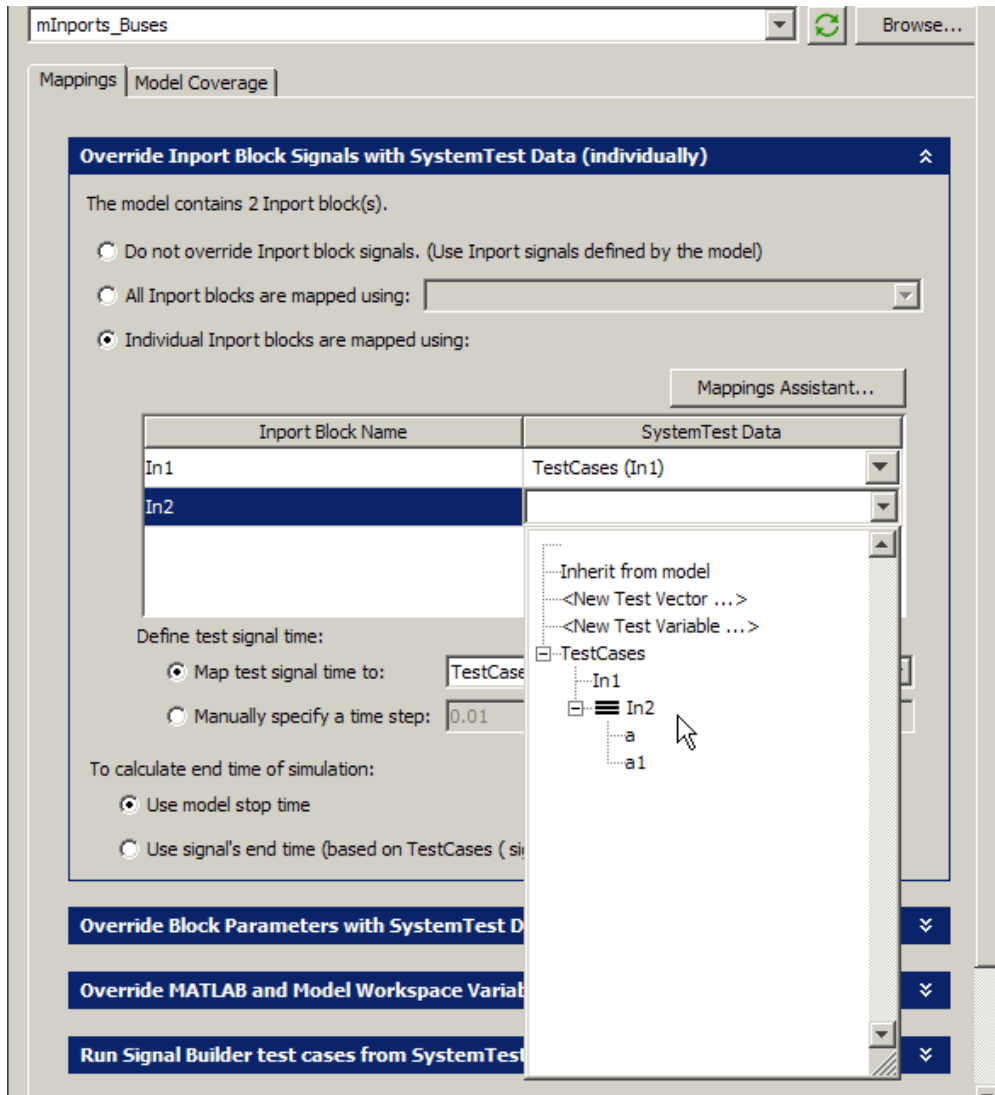 mInports_Buses Browse...
Mappings Model Coverage
Override Inport Block Signals with SystemTest Data (individually)
The model contains 2 Inport block(s).
Do not override Inport block signals. (Use Inport signals defined by the model)
All Inport blocks are mapped using:
Individual Inport blocks are mapped using:
Mappings Assistant...
Inport Block Name SystemTest Data
In1 TestCases (In1)
In2
Inherit from model
<New Test Vector ...>
<New Test Variable ...>
TestCases
In1
In2
a
a1
Define test signal time:
Map test signal time to: TestCase
Manually specify a time step: 0.01
To calculate end time of simulation:
Use model stop time
Use signal's end time (based on TestCases ( si
Override Block Parameters with SystemTest D
Override MATLAB and Model Workspace Variab
Run Signal Builder test cases from SystemTest